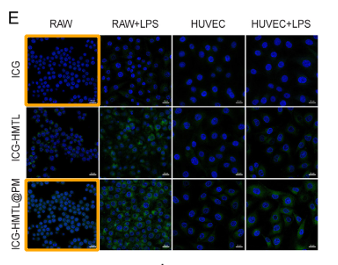 E
RAW RAW+LPS HUVEC HUVEC+LPS
ICG
ICG-HMTL
ICG-HMTL@PM